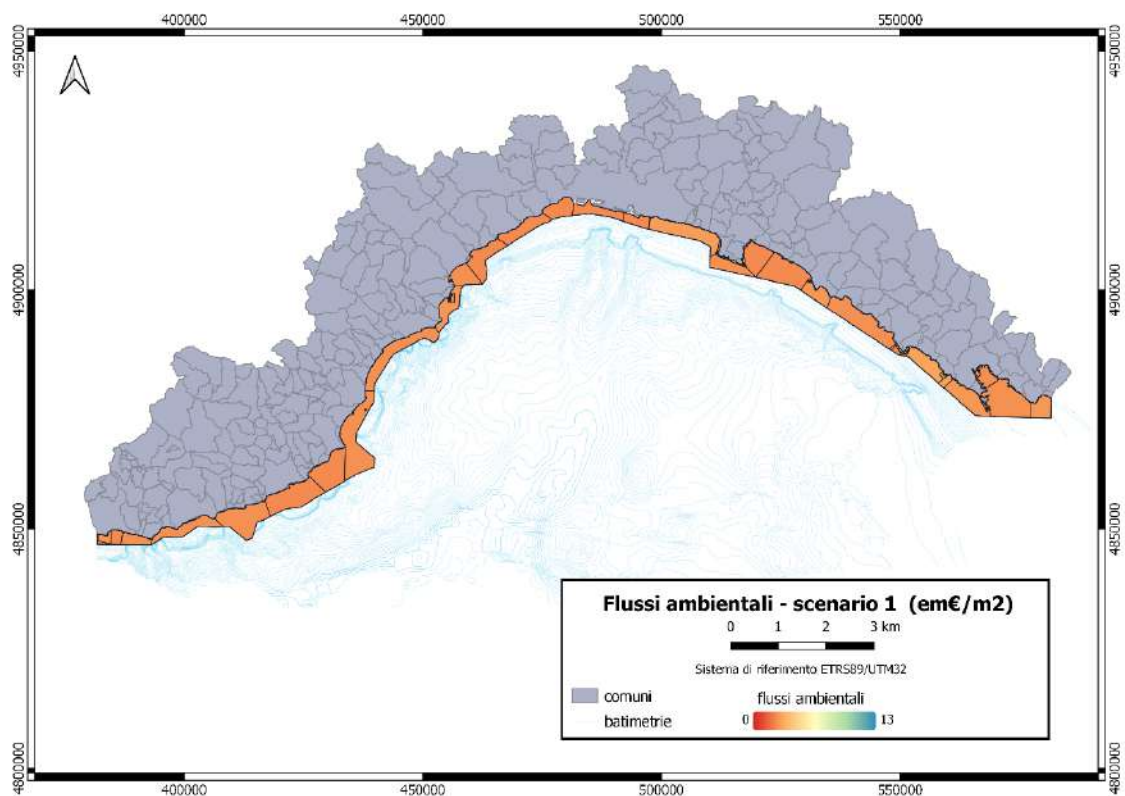 400000 450000 500000 550000
4950000 4950000
4900000 4900000
4850000 4850000
Flussi ambientali - scenario 1 (em€/m2)
0 1 2 3 km
Sistema di riferimento ETRS89/UTM32
comuni flussi ambientali
batimetrie 0 13
4800000 4800000
400000 450000 500000 550000